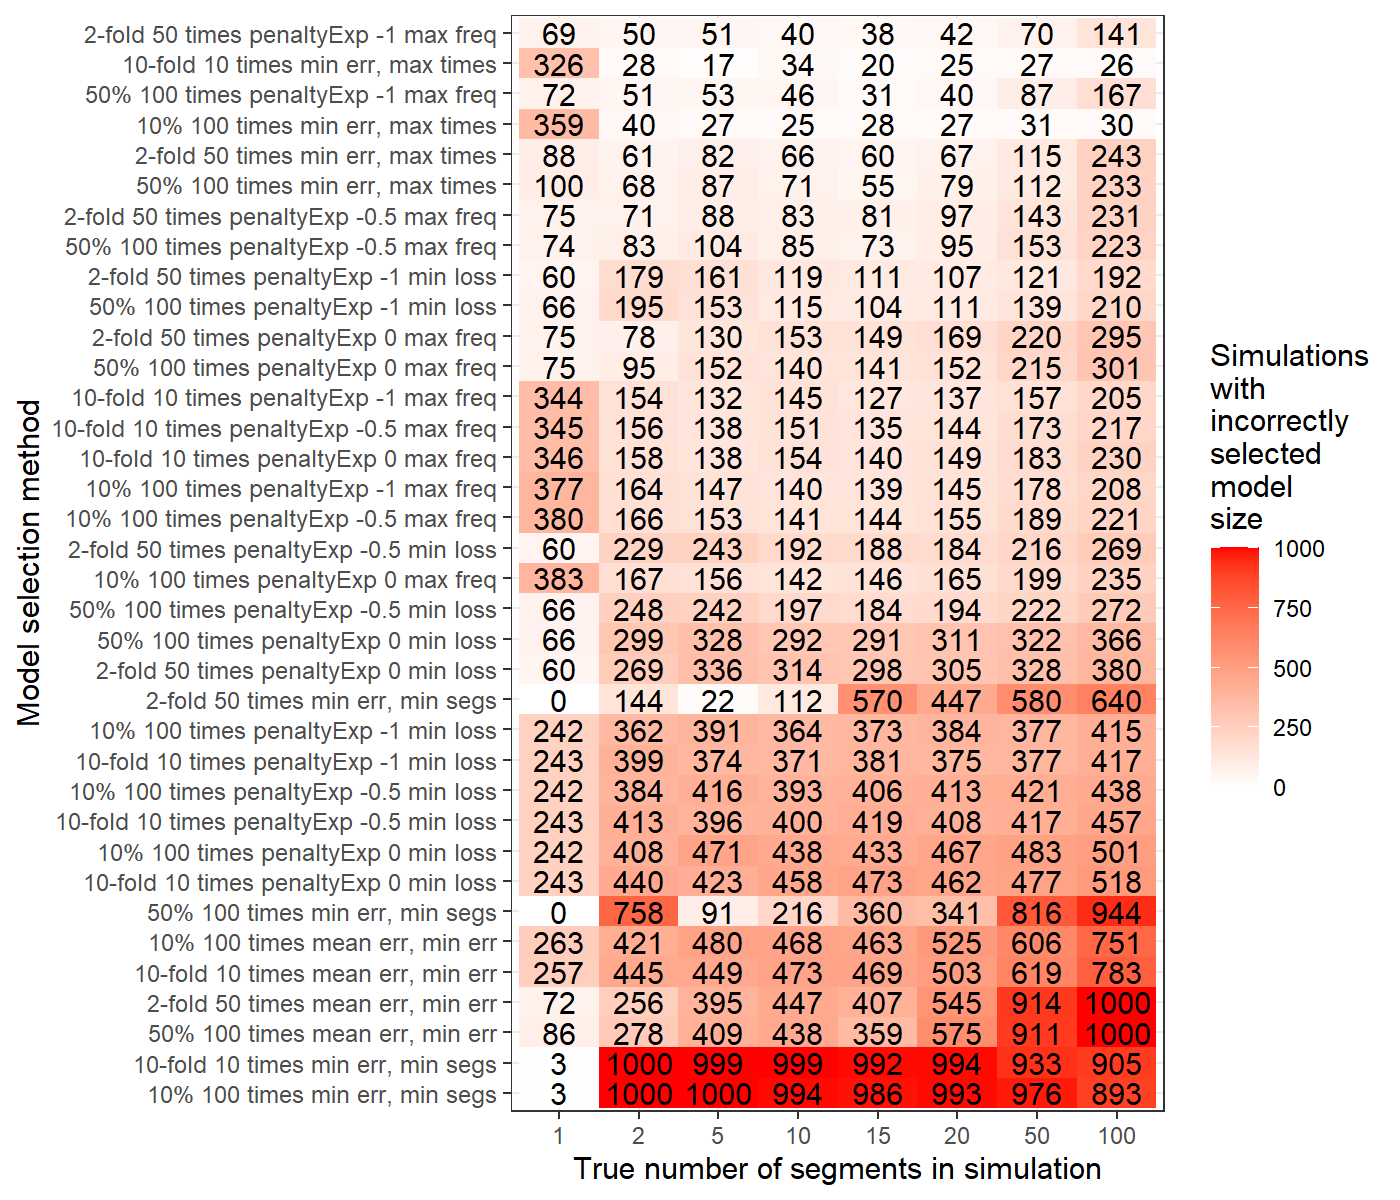 2-fold 50 times penaltyExp -1 max freq 69 50 51 40 38 42 70 141
10-fold 10 times min err, max times 326 28 17 34 20 25 27 26
50% 100 times penaltyExp -1 max freq 72 51 53 46 31 40 87 167
10% 100 times min err, max times 359 40 27 25 28 27 31 30
2-fold 50 times min err, max times 88 61 82 66 60 67 115 243
50% 100 times min err, max times 100 68 87 71 55 79 112 233
2-fold 50 times penaltyExp -0.5 max freq 75 71 88 83 81 97 143 231
50% 100 times penaltyExp -0.5 max freq 74 83 104 85 73 95 153 223
2-fold 50 times penaltyExp -1 min loss 60 179 161 119 111 107 121 192
50% 100 times penaltyExp -1 min loss 66 195 153 115 104 111 139 210
2-fold 50 times penaltyExp 0 max freq 75 78 130 153 149 169 220 295
50% 100 times penaltyExp 0 max freq 75 95 152 140 141 152 215 301
10-fold 10 times penaltyExp -1 max freq 344 154 132 145 127 137 157 205
10-fold 10 times penaltyExp -0.5 max freq 345 156 138 151 135 144 173 217
10-fold 10 times penaltyExp 0 max freq 346 158 138 154 140 149 183 230
10% 100 times penaltyExp -1 max freq 377 164 147 140 139 145 178 208
10% 100 times penaltyExp -0.5 max freq 380 166 153 141 144 155 189 221
2-fold 50 times penaltyExp -0.5 min loss 60 229 243 192 188 184 216 269
10% 100 times penaltyExp 0 max freq 383 167 156 142 146 165 199 235
50% 100 times penaltyExp -0.5 min loss 66 248 242 197 184 194 222 272
50% 100 times penaltyExp 0 min loss 66 299 328 292 291 311 322 366
2-fold 50 times penaltyExp 0 min loss 60 269 336 314 298 305 328 380
2-fold 50 times min err, min segs 0 144 22 112 570 447 580 640
10% 100 times penaltyExp -1 min loss 242 362 391 364 373 384 377 415
10-fold 10 times penaltyExp -1 min loss 243 399 374 371 381 375 377 417
10% 100 times penaltyExp -0.5 min loss 242 384 416 393 406 413 421 438
10-fold 10 times penaltyExp -0.5 min loss 243 413 396 400 419 408 417 457
10% 100 times penaltyExp 0 min loss 242 408 471 438 433 467 483 501
10-fold 10 times penaltyExp 0 min loss 243 440 423 458 473 462 477 518
50% 100 times min err, min segs 0 758 91 216 360 341 816 944
10% 100 times mean err, min err 263 421 480 468 463 525 606 751
10-fold 10 times mean err, min err 257 445 449 473 469 503 619 783
2-fold 50 times mean err, min err 72 256 395 447 407 545 914 1000
50% 100 times mean err, min err 86 278 409 438 359 575 911 1000
10-fold 10 times min err, min segs 3 1000 999 999 992 994 933 905
10% 100 times min err, min segs 3 1000 1000 994 986 993 976 893
1 2 5 10 15 20 50 100
True number of segments in simulation
Model selection method
Simulations
with
incorrectly
selected
model
size
1000
750
500
250
0